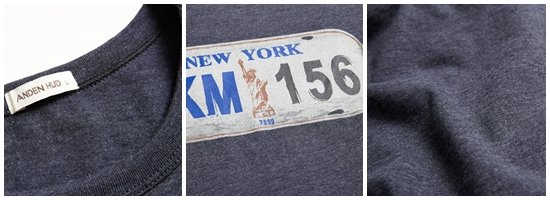 ANDEN HUD
NEW YORK
KM 156